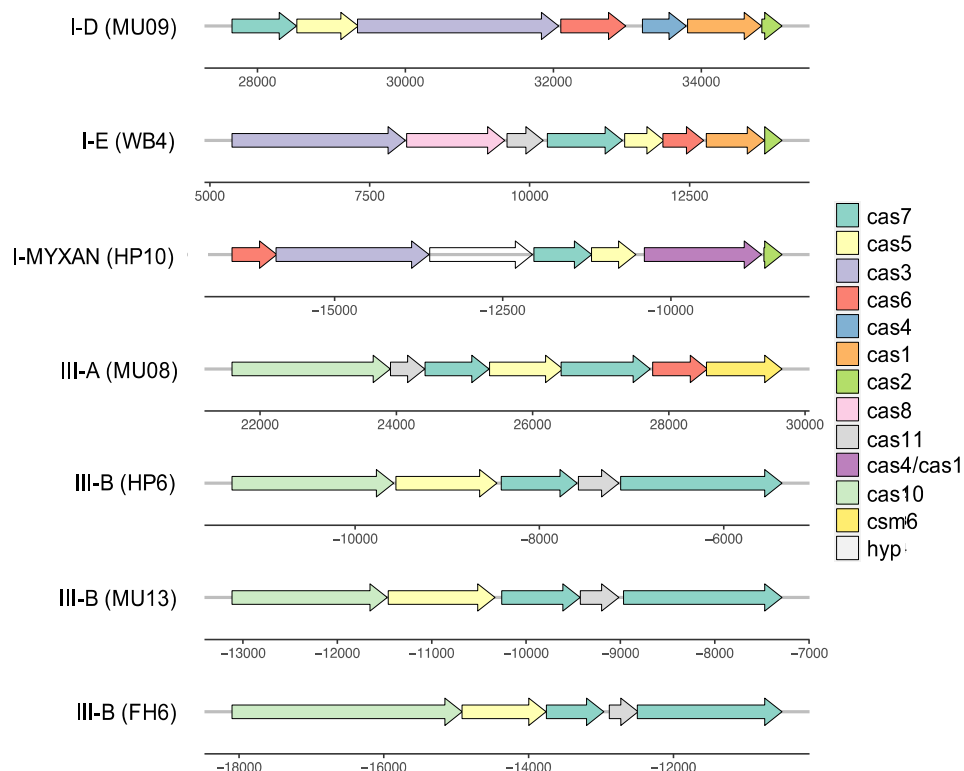 I-D (MU09)
28000 30000 32000 34000
I-E (WB4)
5000 7500 10000 12500
I-MYXAN (HP10)
−15000 −12500 −10000
III-A (MU08)
22000 24000 26000 28000 30000
III-B (HP6)
−10000 −8000 −6000
III-B (MU13)
−13000 −12000 −11000 −10000 −9000 −8000 −7000
III-B (FH6)
−18000 −16000 −14000 −12000
cas7
cas5
cas3
cas6
cas4
cas1
cas2
cas8
cas11
cas4/cas1
cas10
csm6
hyp